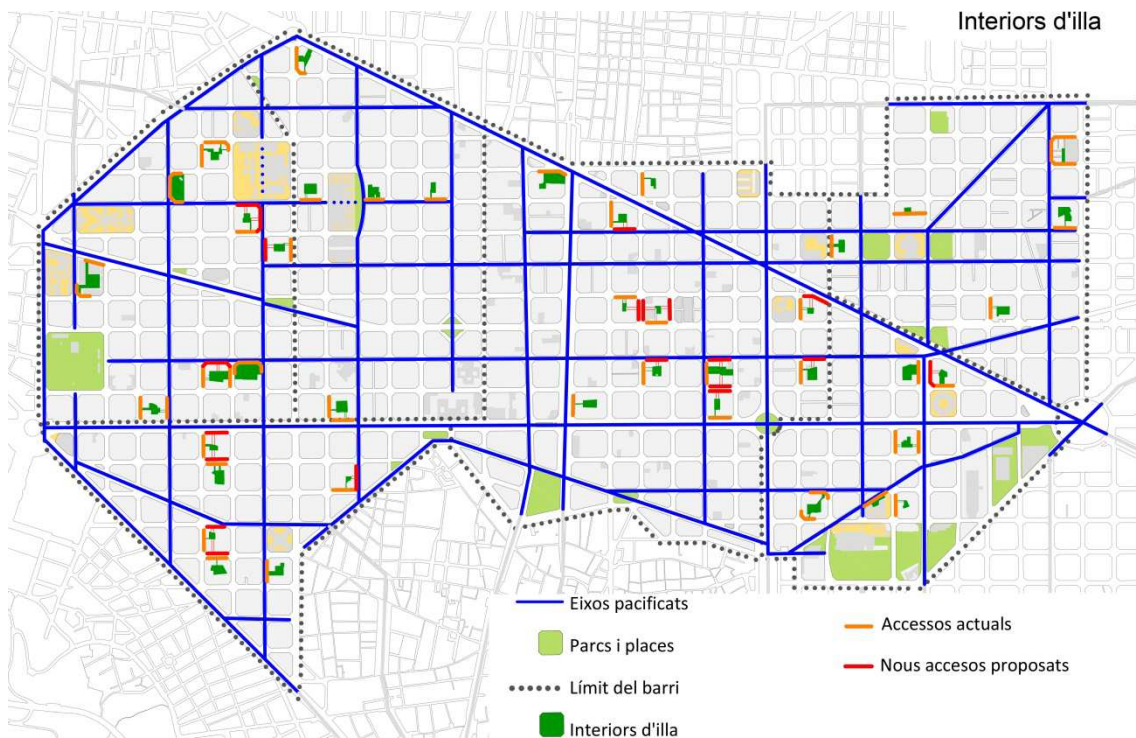 Interiors d'illa
Eixos pacificats
Parcs i places
Límit del barri
Interiors d'illa
Accessos actuals
Nous accesos proposats